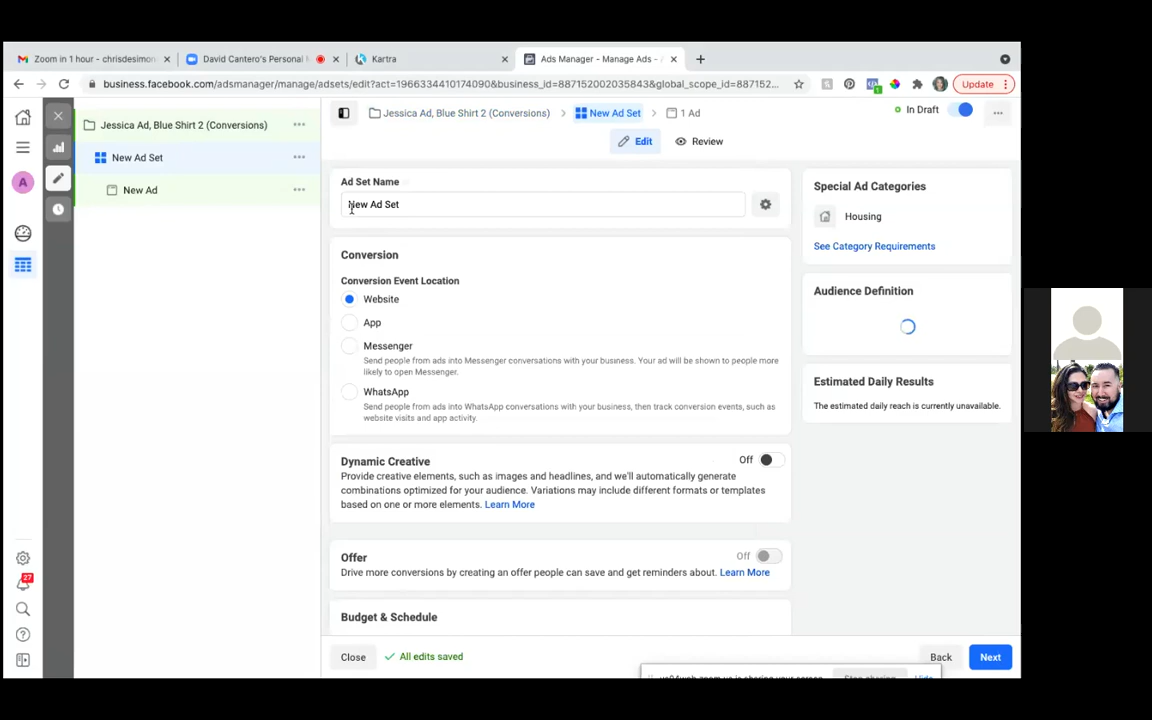 Zoom in 1 hour - chrisdesimon
David Cantero's Personal
Kartra
Ads Manager - Manage Ads -
business.facebook.com/adsmanager/manage/adsets/edit?act=1966334410174090&business_id=887152002035843&global_scope_id=887152...
Update
Jessica Ad, Blue Shirt 2 (Conversions)
New Ad Set
New Ad
A
27
Jessica Ad, Blue Shirt 2 (Conversions)
New Ad Set
1 Ad
In Draft
Edit
Review
Ad Set Name
New Ad Set
Conversion
Conversion Event Location
Website
App
Messenger
Send people from ads into Messenger conversations with your business. Your ad will be shown to people more
likely to open Messenger.
WhatsApp
Send people from ads into WhatsApp conversations with your business, then track conversion events, such as
website visits and app activity.
Dynamic Creative
Off
Provide creative elements, such as images and headlines, and we'll automatically generate
combinations optimized for your audience. Variations may include different formats or templates
based on one or more elements. Learn More
Offer
Off
Drive more conversions by creating an offer people can save and get reminders about. Learn More
Budget & Schedule
Special Ad Categories
Housing
See Category Requirements
Audience Definition
Estimated Daily Results
The estimated daily reach is currently unavailable.
Close
All edits saved
Back
Next